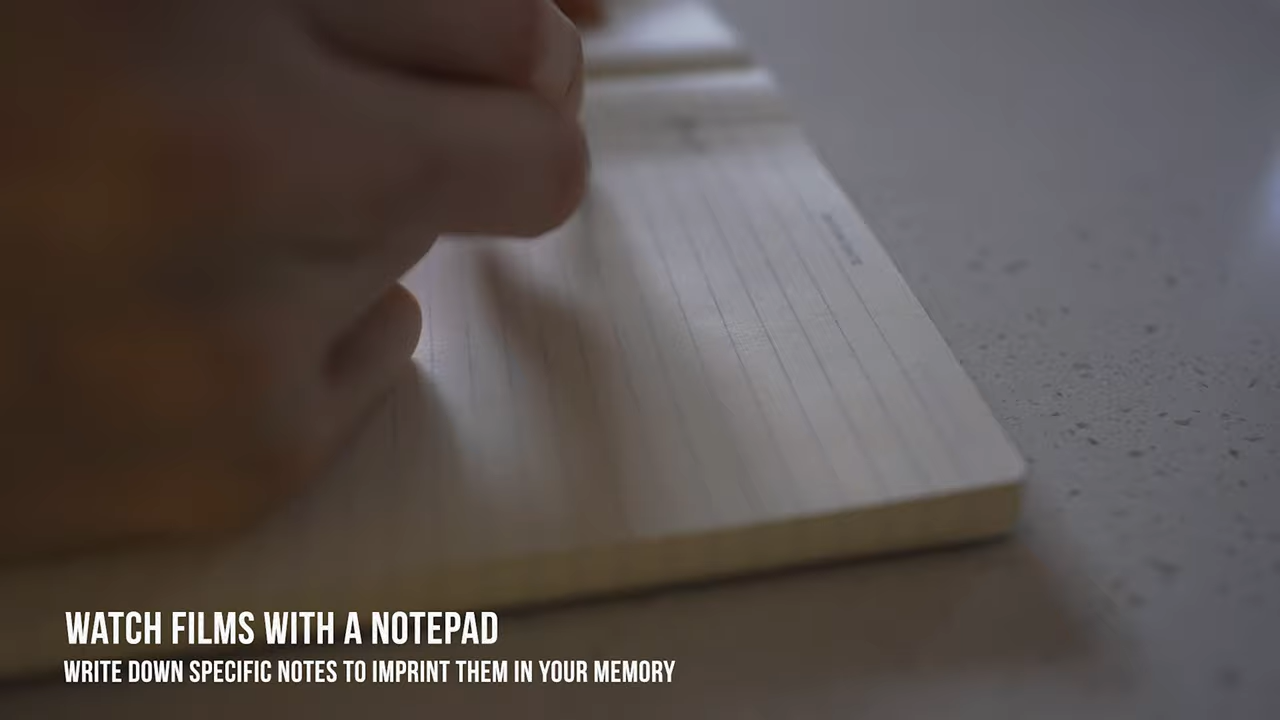 WATCH FILMS WITH A NOTEPAD
WRITE DOWN SPECIFIC NOTES TO IMPRINT THEM IN YOUR MEMORY